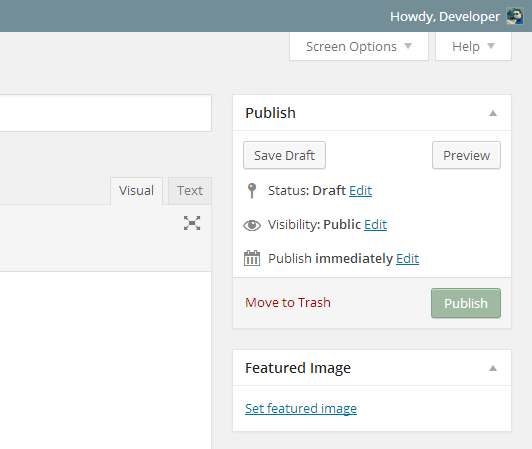 Howdy, Developer
Screen Options
Help
Publish
Save Draft
Preview
Visual
Text
Status: Draft Edit
Visibility: Public Edit
Publish immediately Edit
Move to Trash
Publish
Featured Image
Set featured image